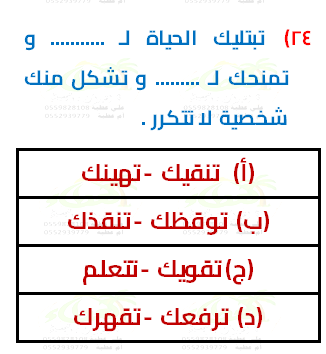 ٢٤) تبتليك الحياة لـ ........... و
تمنحك لـ ......... و تشكل منك
شخصية لا تتكرر .
(أ) تنقيك - تهينك
(ب) توقظك - تنقذك
(ج) تقويك - تتعلم
(د) ترفعك - تقهرك